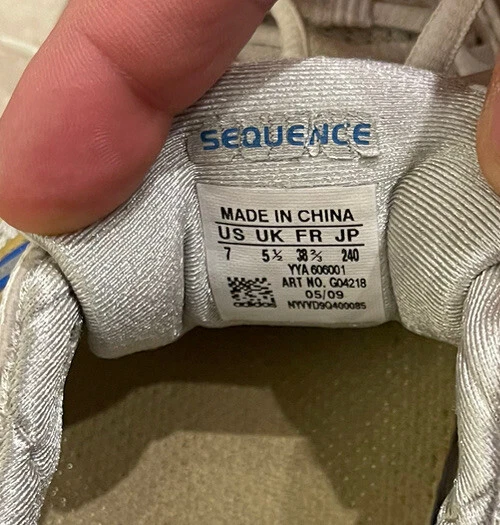 SEQUENCE
MADE IN CHINA
US UK FR JP
7 5½ 38⅔ 240
YYA 606001
ART NO. G04218
05/09
adidas NYVYD9Q400085